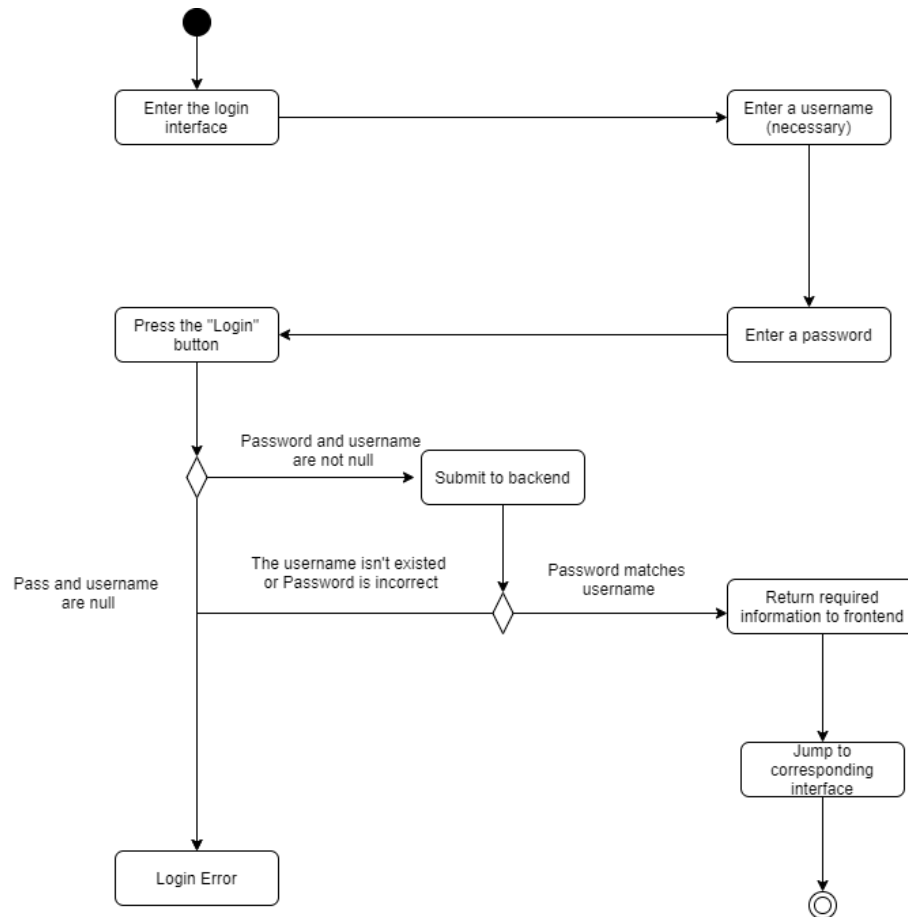 Enter the login
interface
Enter a username
(necessary)
Press the "Login"
button
Enter a password
Password and username
are not null
Submit to backend
Pass and username
are null
The username isn't existed
or Password is incorrect
Password matches
username
Return required
information to frontend
Jump to
corresponding
interface
Login Error